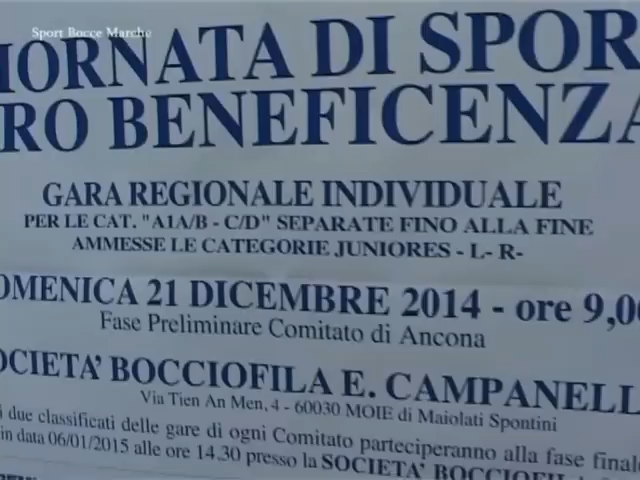 Sport Bocce Marche
IORNATA DI SPOR
RO BENEFICENZA
GARA REGIONALE INDIVIDUALE
PER LE CAT. "A1A/B - C/D" SEPARATE FINO ALLA FINE
AMMESSE LE CATEGORIE JUNIORES - L- R-
OMENICA 21 DICEMBRE 2014 - ore 9,00
Fase Preliminare Comitato di Ancona
OCIETA' BOCCIOFILA E. CAMPANELL
Via Tien An Men, 4 - 60030 MOIE di Maiolati Spontini
i due classificati delle gare di ogni Comitato parteciperanno alla fase finale
in data 06/01/2015 alle ore 14.30 presso la SOCIETA' BOCCIOFILA